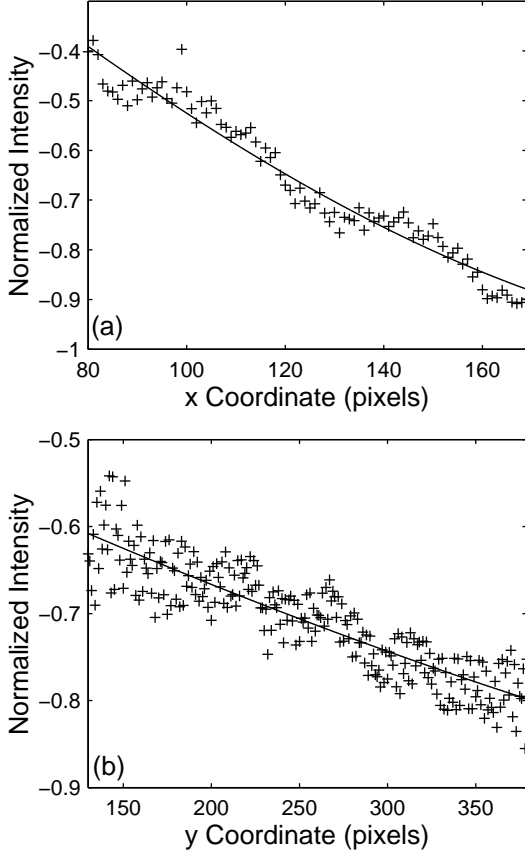 −0.4
−0.5
−0.6
−0.7
−0.8
−0.9
−1
Normalized Intensity
(a)
80 100 120 140 160
x Coordinate (pixels)
−0.5
−0.6
−0.7
−0.8
−0.9
Normalized Intensity
(b)
150 200 250 300 350
y Coordinate (pixels)